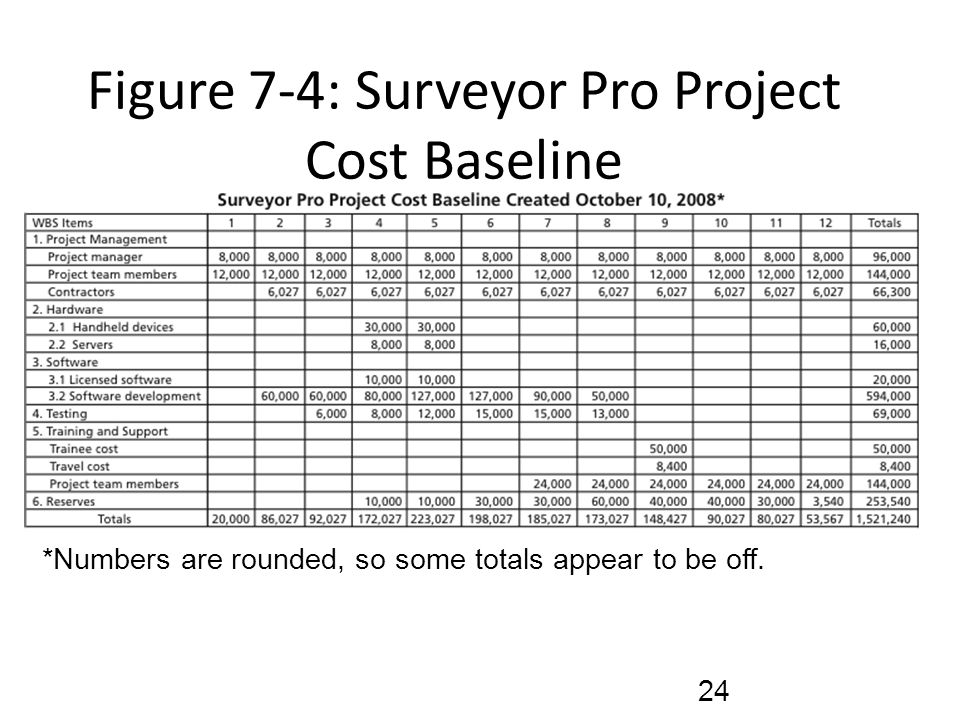 Figure 7-4: Surveyor Pro Project
Cost Baseline
Surveyor Pro Project Cost Baseline Created October 10, 2008*
WBS Items 1 2 3 4 5 6 7 8 9 10 11 12 Totals
1. Project Management
Project manager 8,000 8,000 8,000 8,000 8,000 8,000 8,000 8,000 8,000 8,000 8,000 8,000 96,000
Project team members 12,000 12,000 12,000 12,000 12,000 12,000 12,000 12,000 12,000 12,000 12,000 12,000 144,000
Contractors 6,027 6,027 6,027 6,027 6,027 6,027 6,027 6,027 6,027 6,027 6,027 66,300
2. Hardware
2.1 Handheld devices 30,000 30,000 60,000
2.2 Servers 8,000 8,000 16,000
3. Software
3.1 Licensed software 10,000 10,000 20,000
3.2 Software development 60,000 60,000 80,000 127,000 127,000 90,000 50,000 594,000
4. Testing 6,000 8,000 12,000 15,000 15,000 13,000 69,000
5. Training and Support
Trainee cost 50,000 50,000
Travel cost 8,400 8,400
Project team members 24,000 24,000 24,000 24,000 24,000 24,000 144,000
6. Reserves 10,000 10,000 30,000 30,000 60,000 40,000 40,000 30,000 3,540 253,540
Totals 20,000 86,027 92,027 172,027 223,027 198,027 185,027 173,027 148,427 90,027 80,027 53,567 1,521,240
*Numbers are rounded, so some totals appear to be off.
24